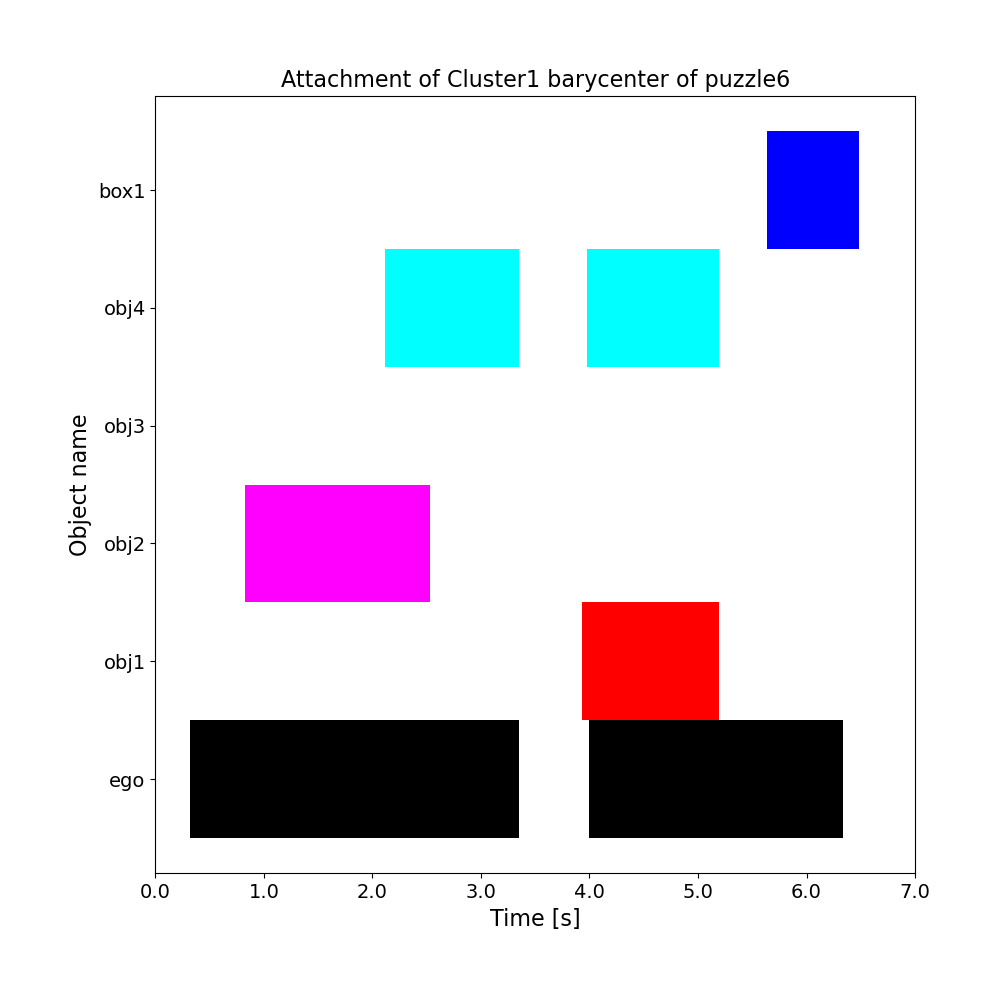 Attachment of Cluster1 barycenter of puzzle6
Object name
box1
obj4
obj3
obj2
obj1
ego
0.0 1.0 2.0 3.0 4.0 5.0 6.0 7.0
Time [s]